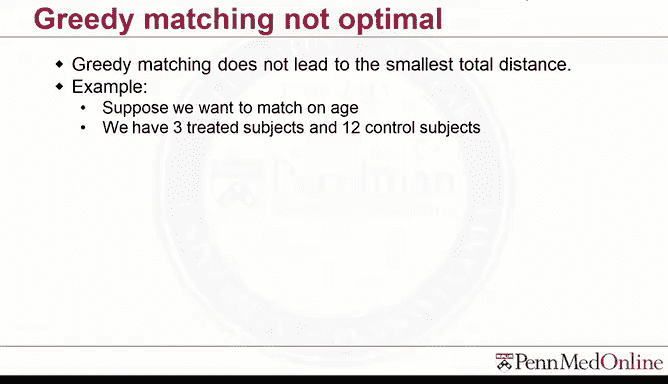 Greedy matching not optimal
Greedy matching does not lead to the smallest total distance.
Example:
Suppose we want to match on age
We have 3 treated subjects and 12 control subjects
PennMedOnline